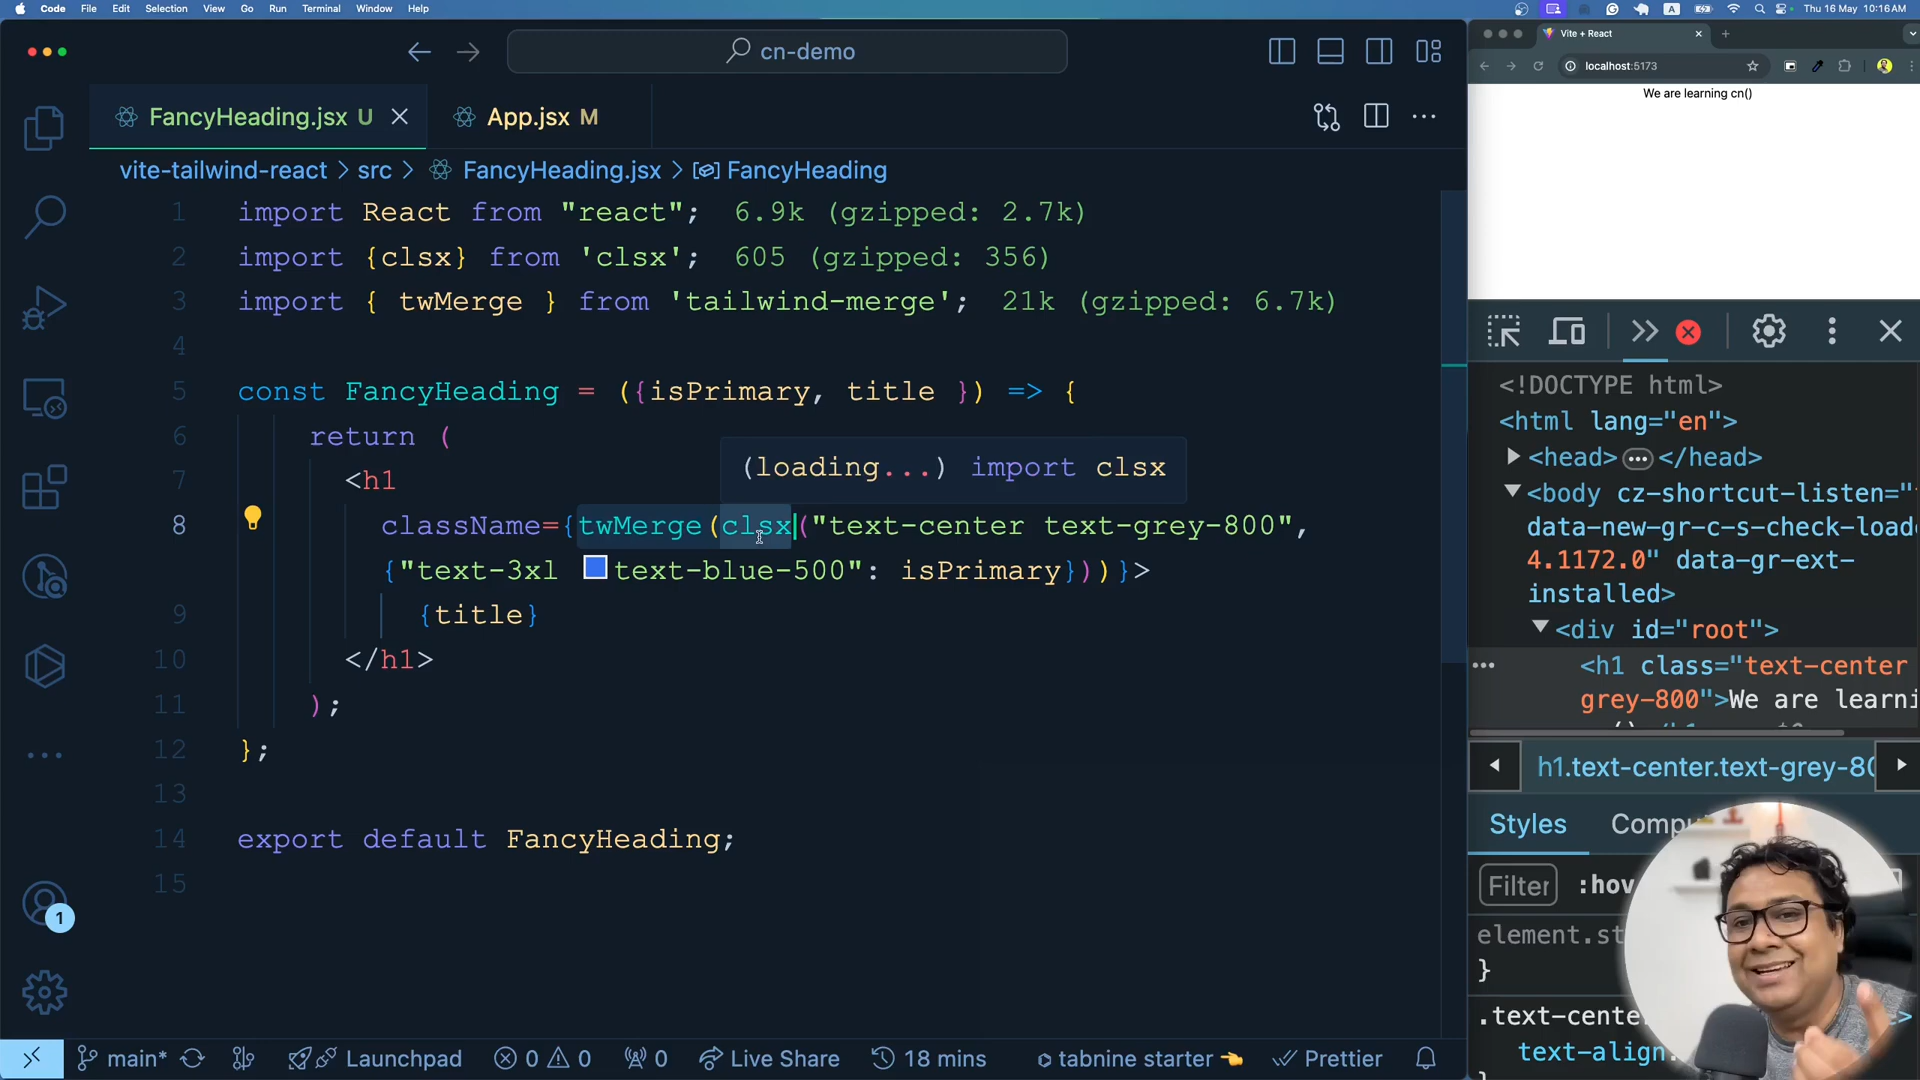 Code File Edit Selection View Go Run Terminal Window Help
A
Thu 16 May 10:16 AM
cn-demo
FancyHeading.jsx U
App.jsx M
vite-tailwind-react > src > FancyHeading.jsx > FancyHeading
1 import React from "react"; 6.9k (gzipped: 2.7k)
2 import {clsx} from 'clsx'; 605 (gzipped: 356)
3 import { twMerge } from 'tailwind-merge'; 21k (gzipped: 6.7k)
4
5 const FancyHeading = ({isPrimary, title }) => {
6 return (
(loading...) import clsx
7 <h1
8 className={twMerge(clsx("text-center text-grey-800",
{"text-3xl text-blue-500": isPrimary}))}>
9 {title}
10 </h1>
11 );
12 };
13
14 export default FancyHeading;
15
1
main* Launchpad 0 0 0 Live Share 18 mins tabnine starter Prettier
Vite + React
localhost:5173
We are learning cn()
<!DOCTYPE html>
<html lang="en">
<head> ... </head>
<body cz-shortcut-listen="
data-new-gr-c-s-check-load
4.1172.0" data-gr-ext-
installed>
<div id="root">
... <h1 class="text-center
grey-800">We are learni
h1.text-center.text-grey-80
Styles Compu
Filter :hov
element.st
}
.text-center
text-align: